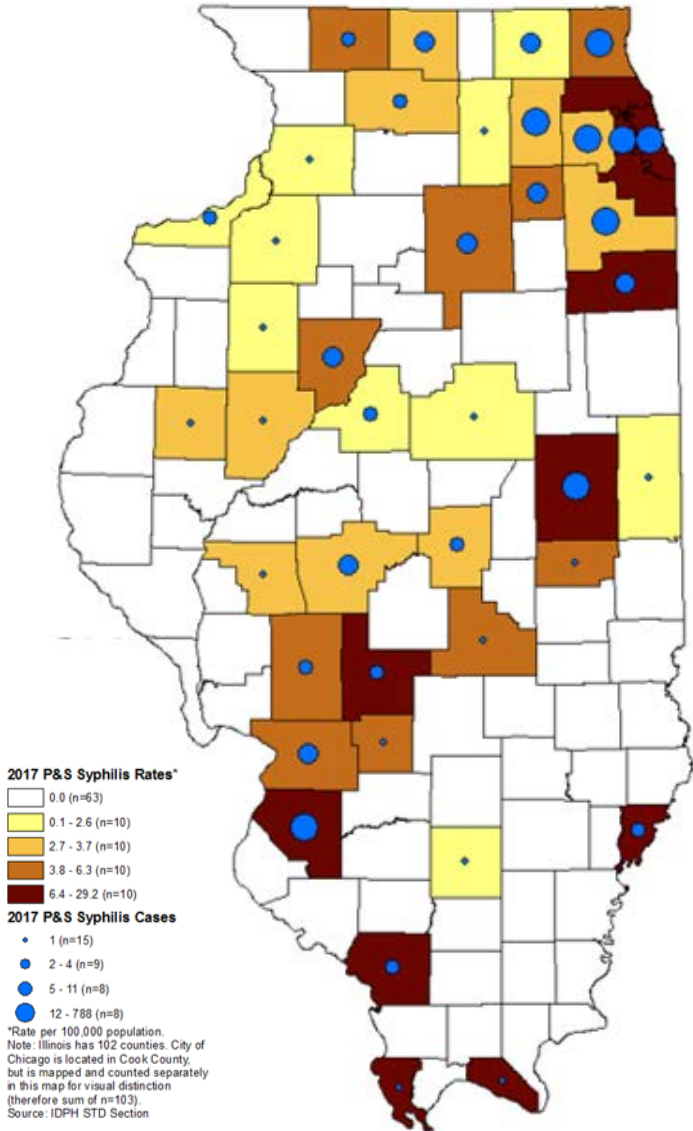 2017 P&S Syphilis Rates*
0.0 (n=63)
0.1 - 2.6 (n=10)
2.7 - 3.7 (n=10)
3.8 - 6.3 (n=10)
6.4 - 29.2 (n=10)
2017 P&S Syphilis Cases
1 (n=15)
2 - 4 (n=9)
5 - 11 (n=8)
12 - 788 (n=8)
*Rate per 100,000 population.
Note: Illinois has 102 counties. City of
Chicago is located in Cook County,
but is mapped and counted separately
in this map for visual distinction
(therefore sum of n=103).
Source: IDPH STD Section